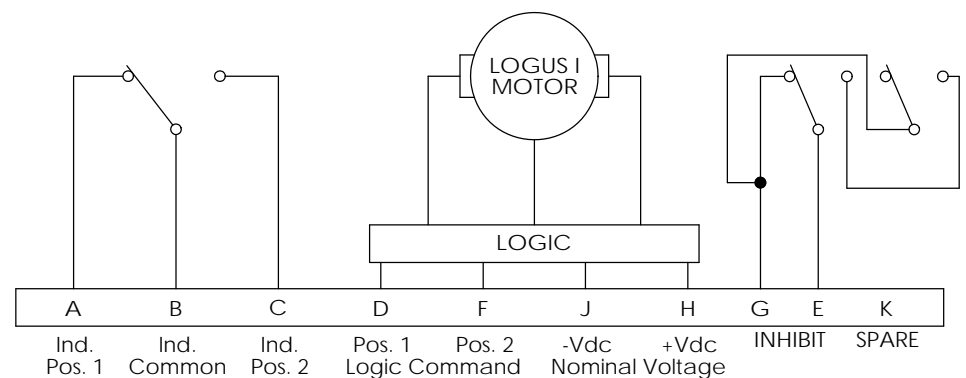 LOGUS I
MOTOR
LOGIC
A B C D F J H G E K
Ind. Ind. Ind. Pos. 1 Pos. 2 -Vdc +Vdc INHIBIT SPARE
Pos. 1 Common Pos. 2 Logic Command Nominal Voltage